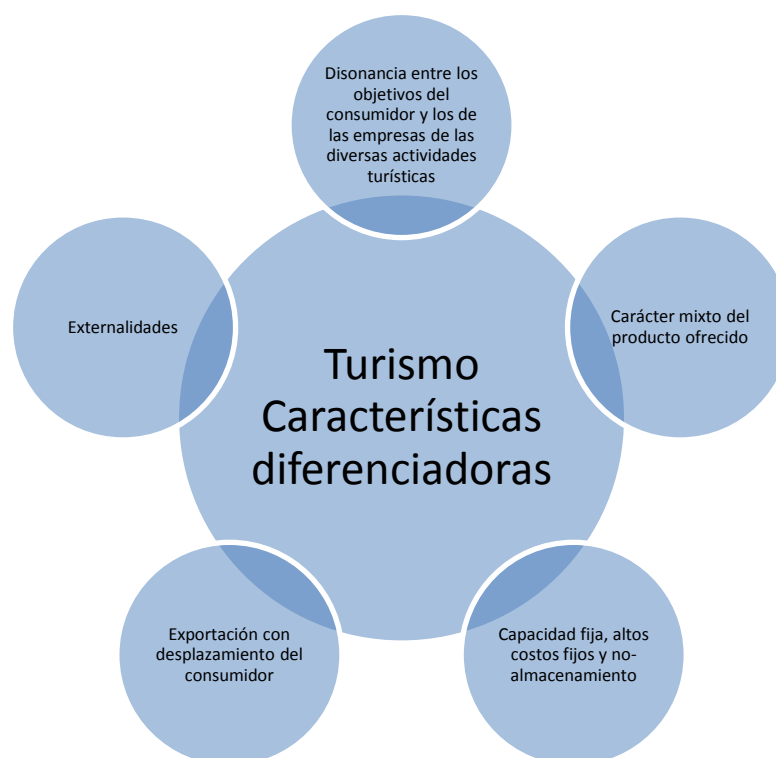 Disonancia entre los
objetivos del
consumidor y los de
las empresas de las
diversas actividades
turísticas
Externalidades
Carácter mixto del
producto ofrecido
Turismo
Características
diferenciadoras
Exportación con
desplazamiento del
consumidor
Capacidad fija, altos
costos fijos y no-
almacenamiento